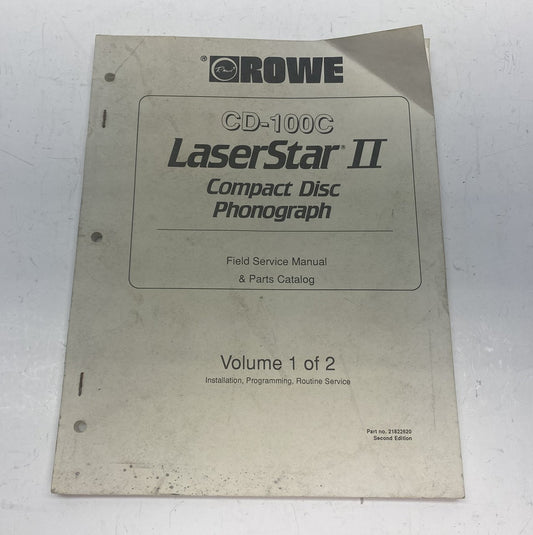 ® ROWE
CD-100C
LaserStar® II
Compact Disc
Phonograph
Field Service Manual
& Parts Catalog
Volume 1 of 2
Installation, Programming, Routine Service
Part no. 21822620
Second Edition